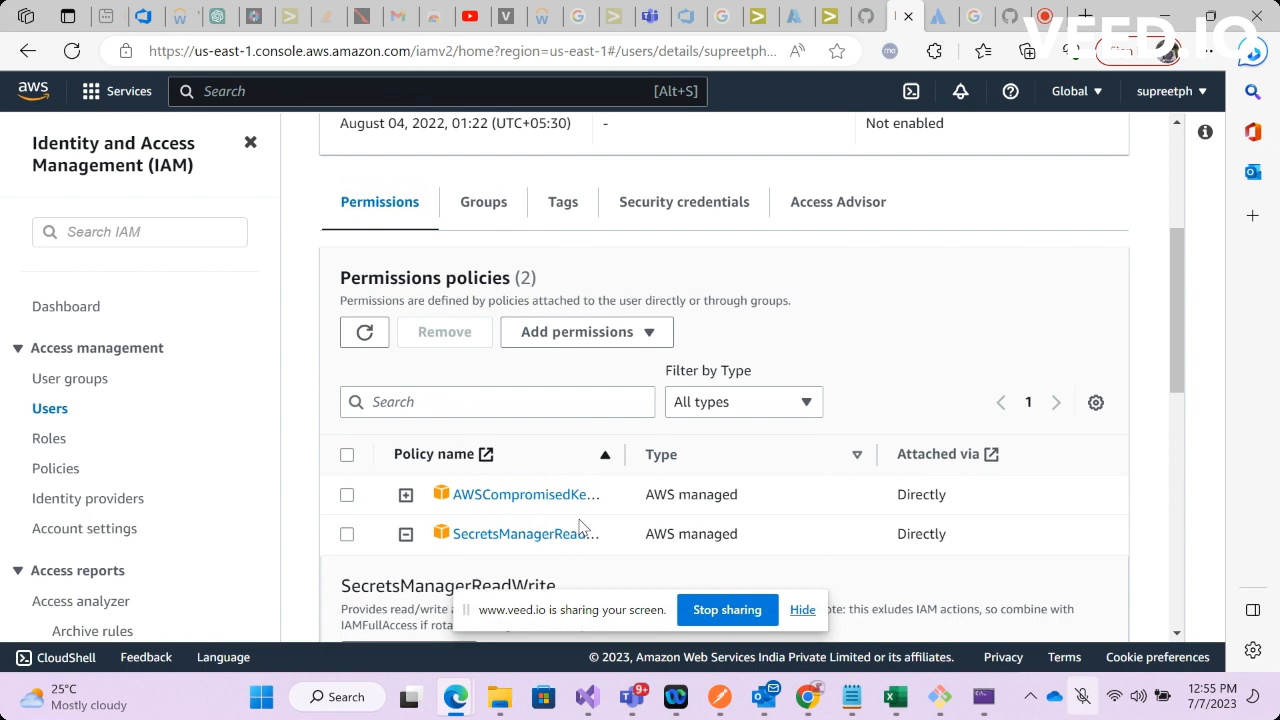 https://us-east-1.console.aws.amazon.com/iamv2/home?region=us-east-1#/users/details/supreetph...
VEED.IO
aws
Services
Search
[Alt+S]
Global
supreetph
Identity and Access
Management (IAM)
Search IAM
Dashboard
Access management
User groups
Users
Roles
Policies
Identity providers
Account settings
Access reports
Access analyzer
Archive rules
August 04, 2022, 01:22 (UTC+05:30)
-
Not enabled
Permissions
Groups
Tags
Security credentials
Access Advisor
Permissions policies (2)
Permissions are defined by policies attached to the user directly or through groups.
Remove
Add permissions
Filter by Type
Search
All types
1
Policy name
Type
Attached via
AWSCompromisedKe...
AWS managed
Directly
SecretsManagerRead...
AWS managed
Directly
SecretsManagerReadWrite
Provides read/write
note: this exludes IAM actions, so combine with
IAMFullAccess if
www.veed.io is sharing your screen.
Stop sharing
Hide
CloudShell
Feedback
Language
© 2023, Amazon Web Services India Private Limited or its affiliates.
Privacy
Terms
Cookie preferences
25°C
Mostly cloudy
Search
9+
12:55 PM
7/7/2023